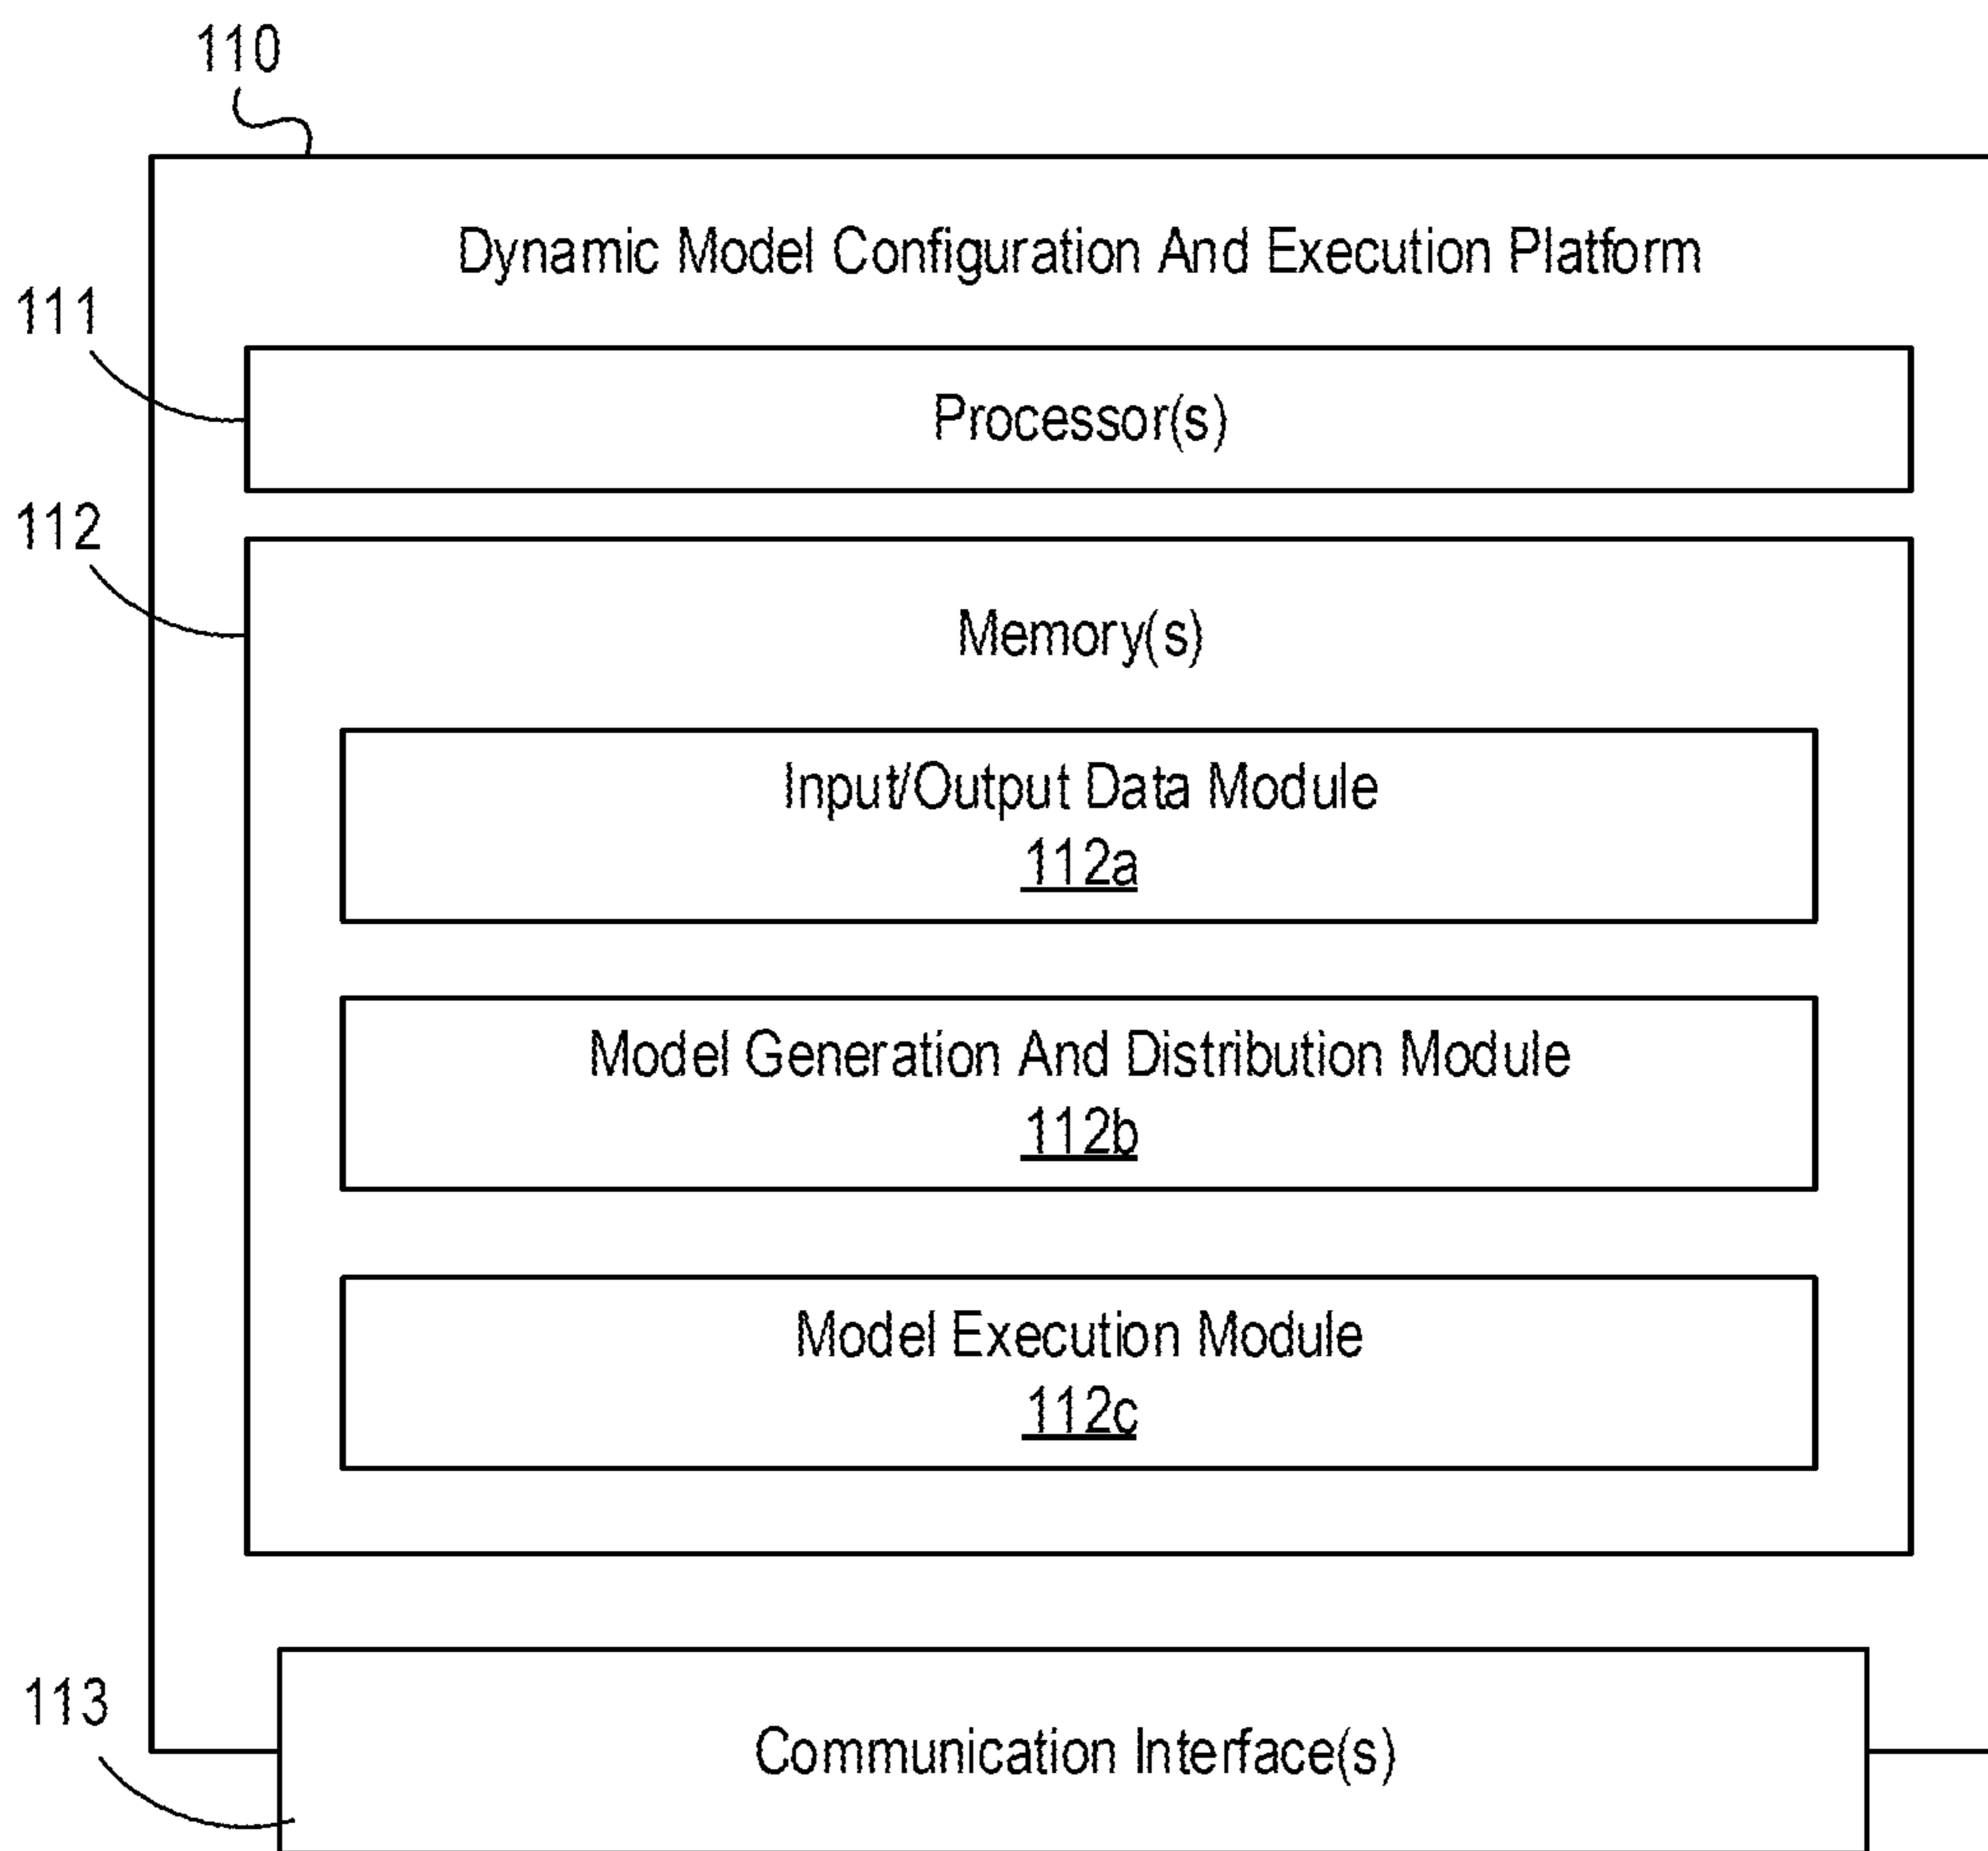 110
Dynamic Model Configuration And Execution Platform
111
Processor(s)
112
Memory(s)
Input/Output Data Module
112a
Model Generation And Distribution Module
112b
Model Execution Module
112c
113
Communication Interface(s)